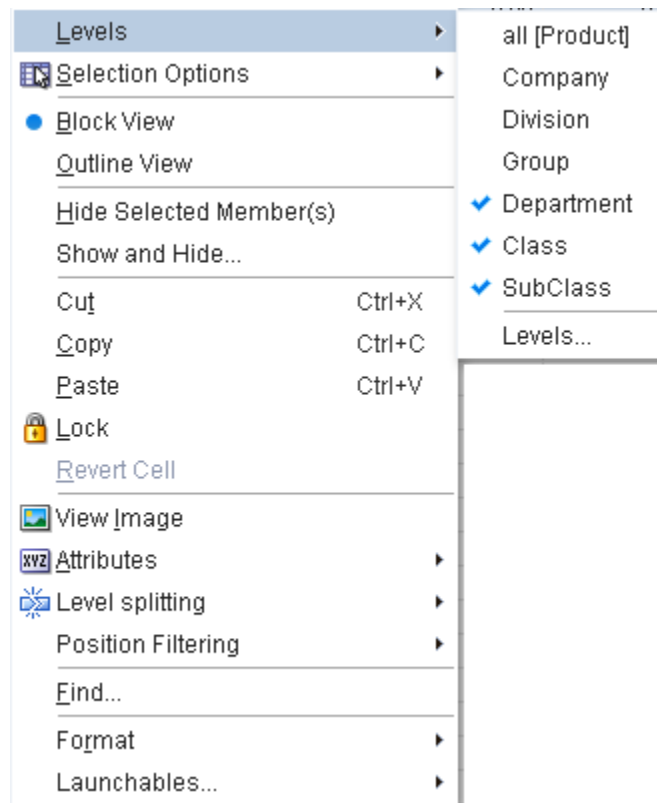 Levels
Selection Options
Block View
Outline View
Hide Selected Member(s)
Show and Hide...
Cut Ctrl+X
Copy Ctrl+C
Paste Ctrl+V
Lock
Revert Cell
View Image
XYZ Attributes
Level splitting
Position Filtering
Find...
Format
Launchables...
all [Product]
Company
Division
Group
Department
Class
SubClass
Levels...